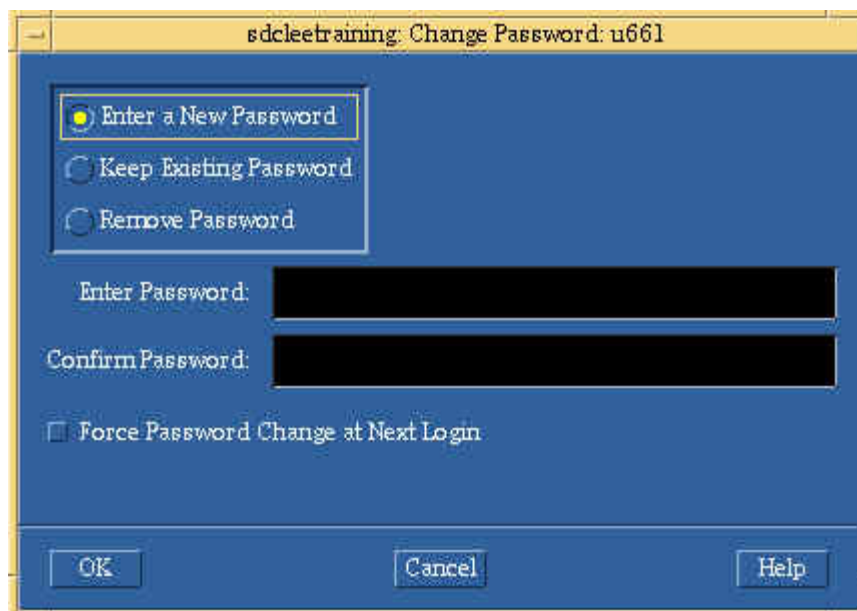 sdcleetraining: Change Password: u661
Enter a New Password
Keep Existing Password
Remove Password
Enter Password:
Confirm Password:
Force Password Change at Next Login
OK
Cancel
Help